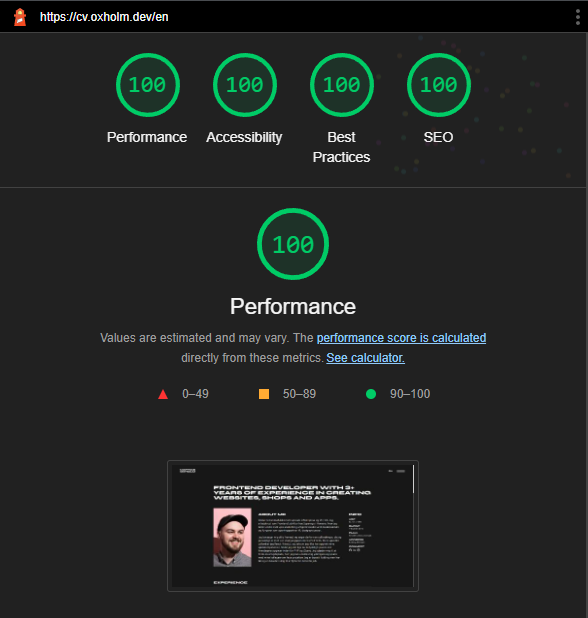 https://cv.oxholm.dev/en
100 100 100 100
Performance Accessibility Best SEO
Practices
100
Performance
Values are estimated and may vary. The performance score is calculated
directly from these metrics. See calculator.
0–49 50–89 90–100
FRONTEND DEVELOPER WITH 3+
YEARS OF EXPERIENCE IN CREATING
WEBSITES, SHOPS AND APPS.
ABOUT ME
INFO
EXPERIENCE